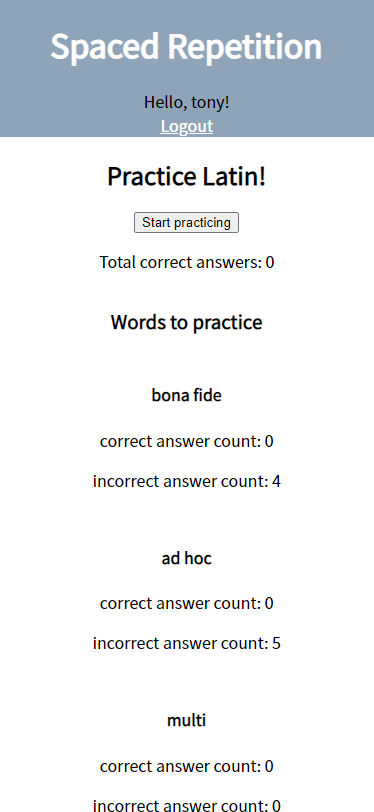 Spaced Repetition
Hello, tony!
Logout
Practice Latin!
Start practicing
Total correct answers: 0
Words to practice
bona fide
correct answer count: 0
incorrect answer count: 4
ad hoc
correct answer count: 0
incorrect answer count: 5
multi
correct answer count: 0
incorrect answer count: 0